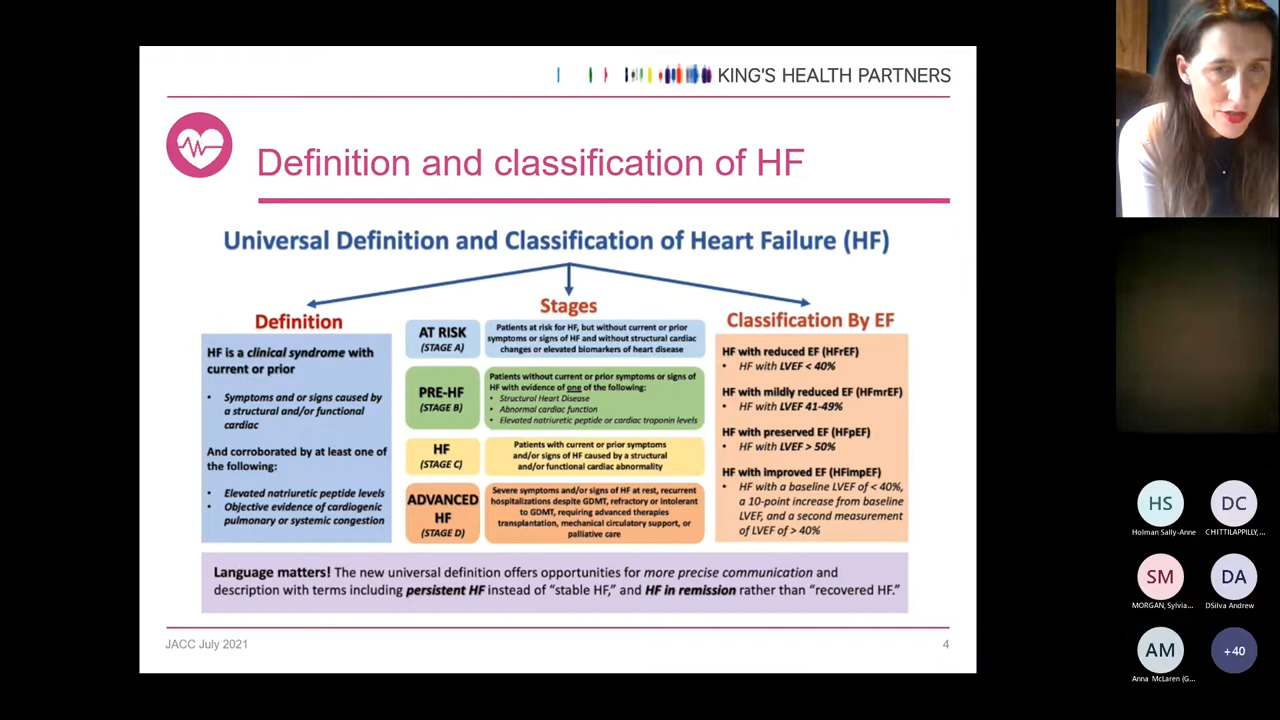 KING'S HEALTH PARTNERS
Definition and classification of HF
Universal Definition and Classification of Heart Failure (HF)
Definition
HF is a clinical syndrome with
current or prior
• Symptoms and or signs caused by
a structural and/or functional
cardiac
And corroborated by at least one of
the following:
• Elevated natriuretic peptide levels
• Objective evidence of cardiogenic
pulmonary or systemic congestion
Stages
AT RISK
(STAGE A)
Patients at risk for HF, but without current or prior
symptoms or signs of HF and without structural cardiac
changes or elevated biomarkers of heart disease
PRE-HF
(STAGE B)
Patients without current or prior symptoms or signs of
HF with evidence of one of the following:
• Structural Heart Disease
• Abnormal cardiac function
• Elevated natriuretic peptide or cardiac troponin levels
HF
(STAGE C)
Patients with current or prior symptoms
and/or signs of HF caused by a structural
and/or functional cardiac abnormality
ADVANCED
HF
(STAGE D)
Severe symptoms and/or signs of HF at rest, recurrent
hospitalizations despite GDMT, refractory or intolerant
to GDMT, requiring advanced therapies
transplantation, mechanical circulatory support, or
palliative care
Classification By EF
HF with reduced EF (HFrEF)
• HF with LVEF < 40%
HF with mildly reduced EF (HFmrEF)
• HF with LVEF 41-49%
HF with preserved EF (HFpEF)
• HF with LVEF > 50%
HF with improved EF (HFimpEF)
• HF with a baseline LVEF of < 40%,
a 10-point increase from baseline
LVEF, and a second measurement
of LVEF of > 40%
Language matters! The new universal definition offers opportunities for more precise communication and
description with terms including persistent HF instead of “stable HF,” and HF in remission rather than “recovered HF.”
JACC July 2021
4
HS
Holman Sally-Anne
DC
CHITTILAPPILLY,...
SM
MORGAN, Sylvia...
DA
DSilva Andrew
AM
Anna McLaren (G...
+40